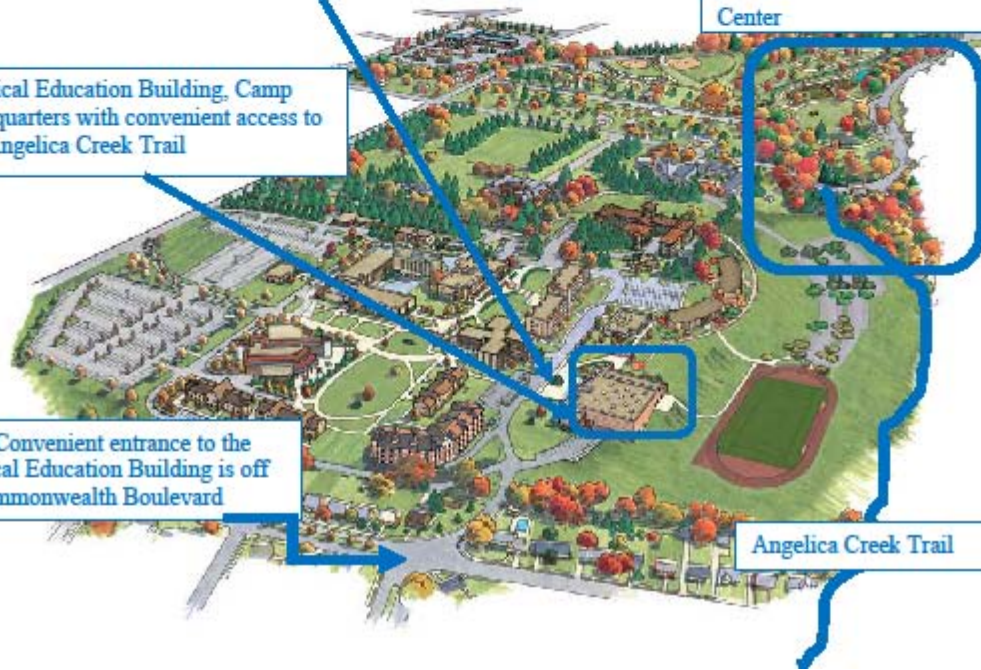 Center
ical Education Building, Camp
quarters with convenient access to
ngelica Creek Trail
Convenient entrance to the
cal Education Building is off
mmonwealth Boulevard
Angelica Creek Trail